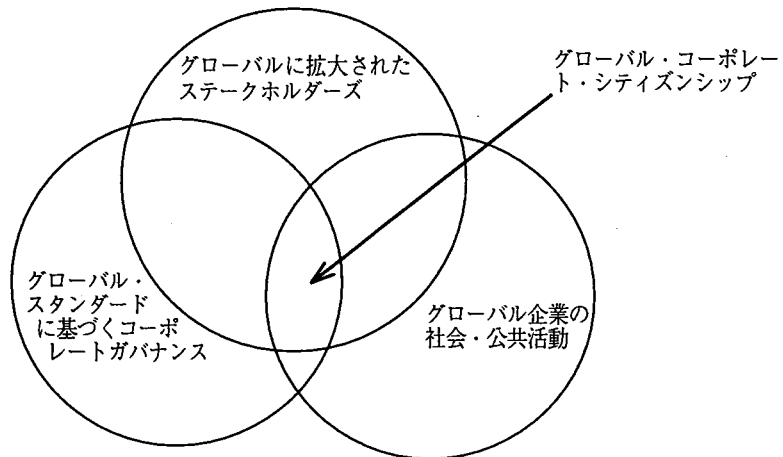 グローバルに拡大された
ステークホルダーズ
グローバル・コーポレー
ト・シティズンシップ
グローバル・
スタンダード
に基づくコーポ
レートガバナンス
グローバル企業の
社会・公共活動